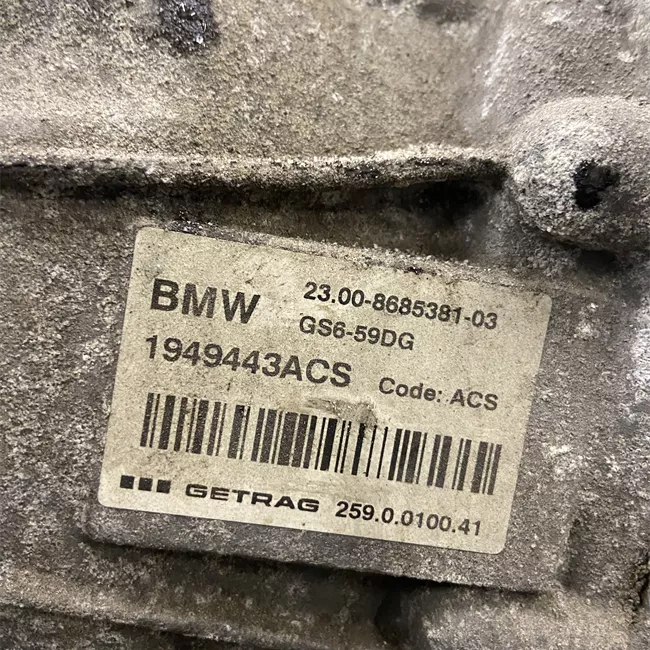 BMW 23.00-8685381-03
GS6-59DG
1949443ACS Code: ACS
GETRAG 259.0.0100.41